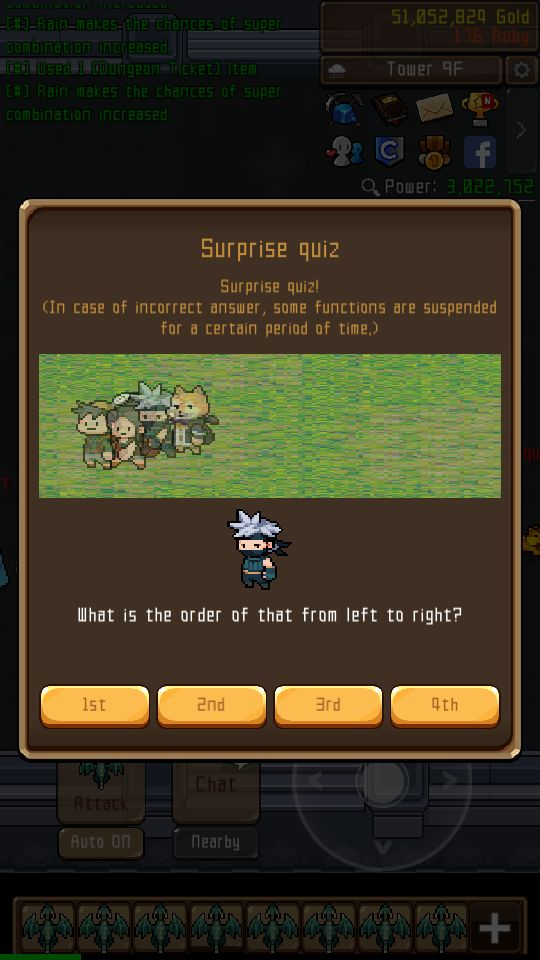 combination increased.
[#] Rain makes the chances of super
combination increased.
[#] Used 1 [Dungeon Ticket] item
[#] Rain makes the chances of super
combination increased.
51,052,824 Gold
176 Ruby
Tower 9F
N
C
1
f
Power: 3,022,752
Surprise quiz
Surprise quiz!
(In case of incorrect answer, some functions are suspended
for a certain period of time.)
What is the order of that from left to right?
1st 2nd 3rd 4th
Attack Chat
Auto ON Nearby